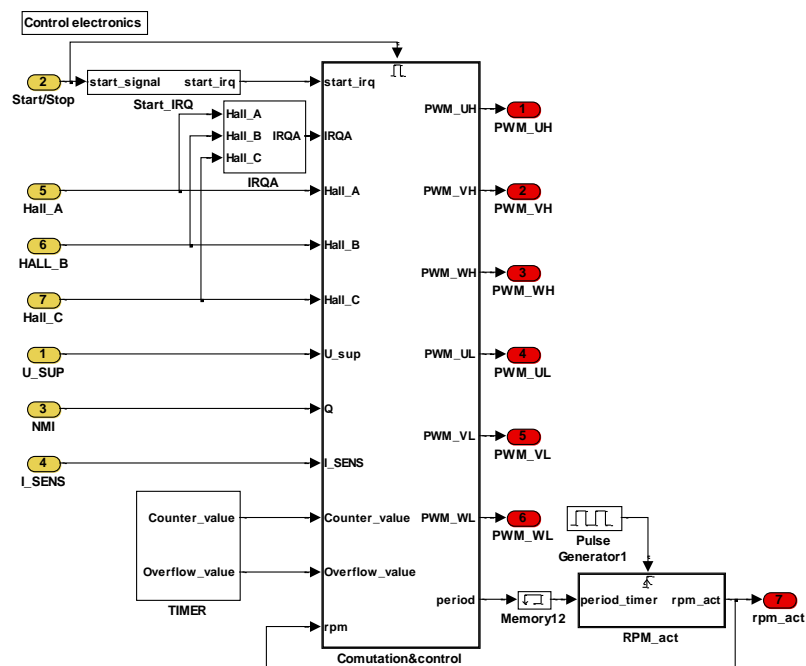 Control electronics
2
Start/Stop
start_signal start_irq
Start_IRQ
Hall_A
Hall_B IRQA
Hall_C
IRQA
5
Hall_A
6
HALL_B
7
Hall_C
1
U_SUP
3
NMI
4
I_SENS
Counter_value
Overflow_value
TIMER
start_irq
IRQA
Hall_A
Hall_B
Hall_C
U_sup
Q
I_SENS
Counter_value
Overflow_value
rpm
PWM_UH
PWM_VH
PWM_WH
PWM_UL
PWM_VL
PWM_WL
period
Comutation&control
1
PWM_UH
2
PWM_VH
3
PWM_WH
4
PWM_UL
5
PWM_VL
6
PWM_WL
Pulse
Generator1
Memory12
period_timer rpm_act
RPM_act
7
rpm_act